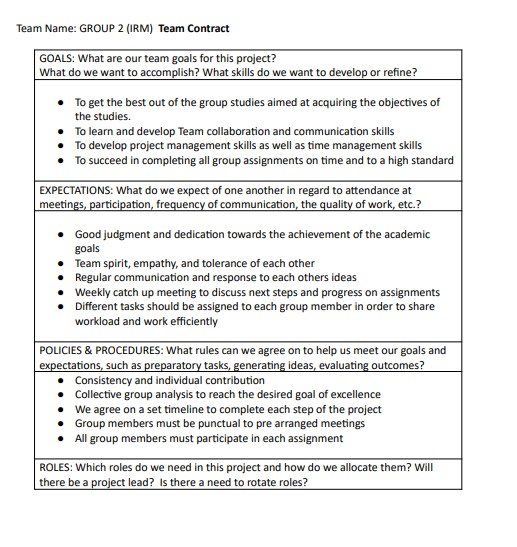 Team Name: GROUP 2 (IRM)  Team Contract
GOALS: What are our team goals for this project?
What do we want to accomplish? What skills do we want to develop or refine?
● To get the best out of the group studies aimed at acquiring the objectives of
the studies.
● To learn and develop Team collaboration and communication skills
● To develop project management skills as well as time management skills
● To succeed in completing all group assignments on time and to a high standard
EXPECTATIONS: What do we expect of one another in regard to attendance at
meetings, participation, frequency of communication, the quality of work, etc.?
● Good judgment and dedication towards the achievement of the academic
goals
● Team spirit, empathy, and tolerance of each other
● Regular communication and response to each others ideas
● Weekly catch up meeting to discuss next steps and progress on assignments
● Different tasks should be assigned to each group member in order to share
workload and work efficiently
POLICIES & PROCEDURES: What rules can we agree on to help us meet our goals and
expectations, such as preparatory tasks, generating ideas, evaluating outcomes?
● Consistency and individual contribution
● Collective group analysis to reach the desired goal of excellence
● We agree on a set timeline to complete each step of the project
● Group members must be punctual to pre arranged meetings
● All group members must participate in each assignment
ROLES: Which roles do we need in this project and how do we allocate them? Will
there be a project lead?  Is there a need to rotate roles?